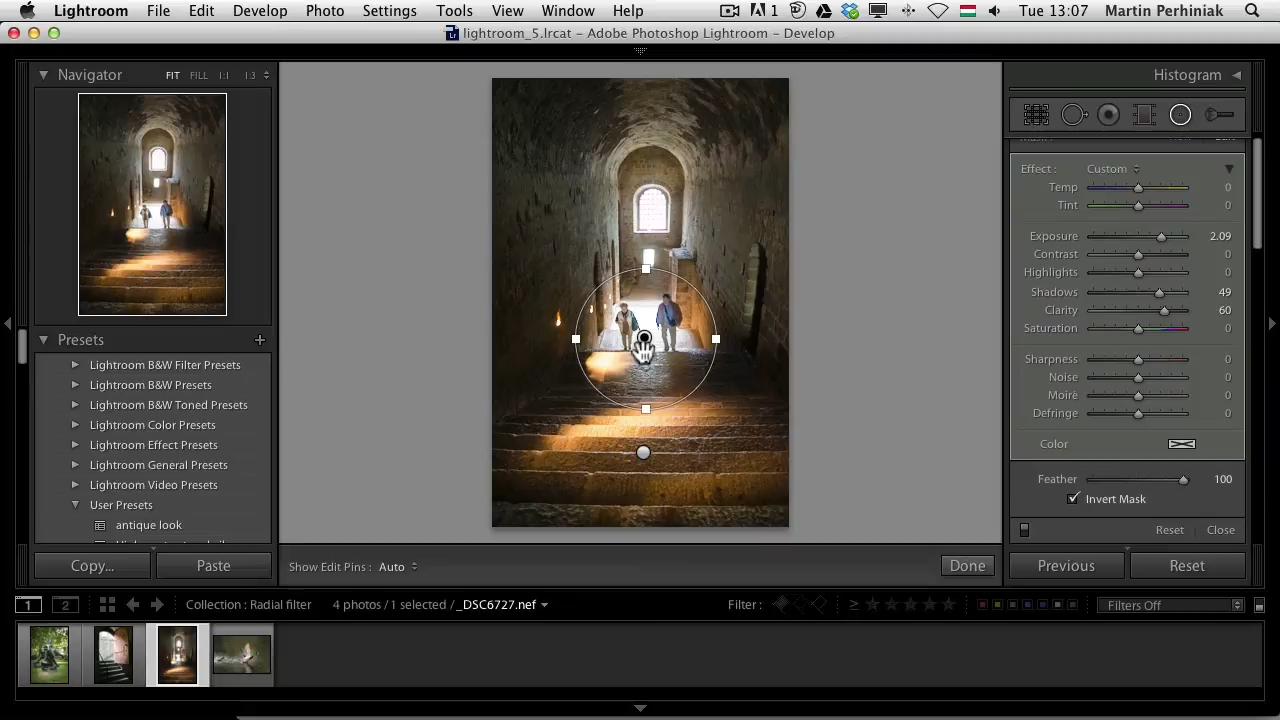 Lightroom File Edit Develop Photo Settings Tools View Window Help 1 Tue 13:07 Martin Perhiniak
Lr lightroom_5.lrcat – Adobe Photoshop Lightroom – Develop
Navigator FIT FILL 1:1 1:3
Histogram
Effect : Custom
Temp 0
Tint 0
Exposure 2.09
Contrast 0
Highlights 0
Shadows 49
Clarity 60
Saturation 0
Sharpness 0
Noise 0
Moiré 0
Defringe 0
Color
Feather 100
Invert Mask
Reset Close
Presets +
Lightroom B&W Filter Presets
Lightroom B&W Presets
Lightroom B&W Toned Presets
Lightroom Color Presets
Lightroom Effect Presets
Lightroom General Presets
Lightroom Video Presets
User Presets
antique look
Copy... Paste
Show Edit Pins : Auto
Done
Previous Reset
1 2 Collection : Radial filter 4 photos / 1 selected / _DSC6727.nef Filter : ≥ Filters Off